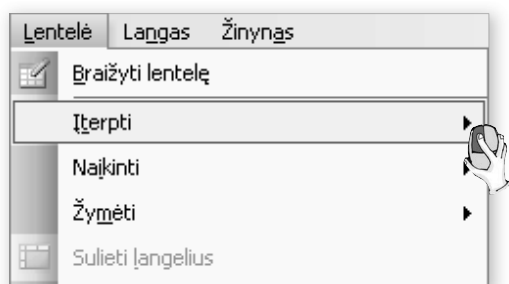 Lentelė Langas Žinynas
Braižyti lentelę
Įterpti
Naikinti
Žymėti
Sulieti langelius